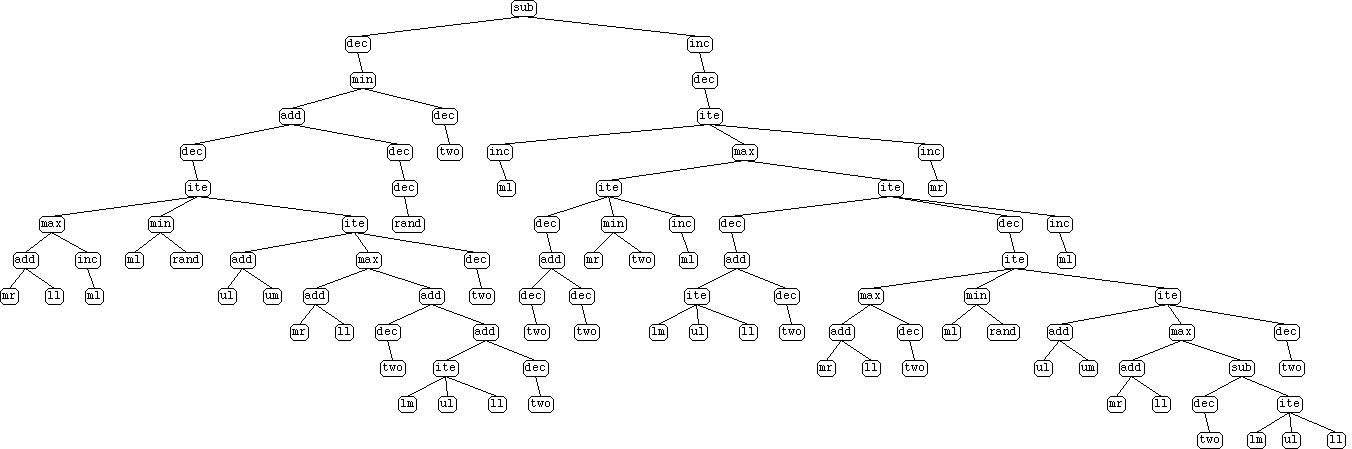 sub
dec inc
min dec
add dec ite
dec dec two inc max inc
ite dec ml ite ite mr
max min ite rand dec min inc dec dec inc
add inc ml rand add max dec add mr two ml add ite ml
mr ll ml ul um add add two dec dec ite dec max min ite
mr ll dec add two two lm ul ll two add dec ml rand add max dec
two ite dec mr ll two ul um add sub two
lm ul ll two mr ll dec ite
two lm ul ll